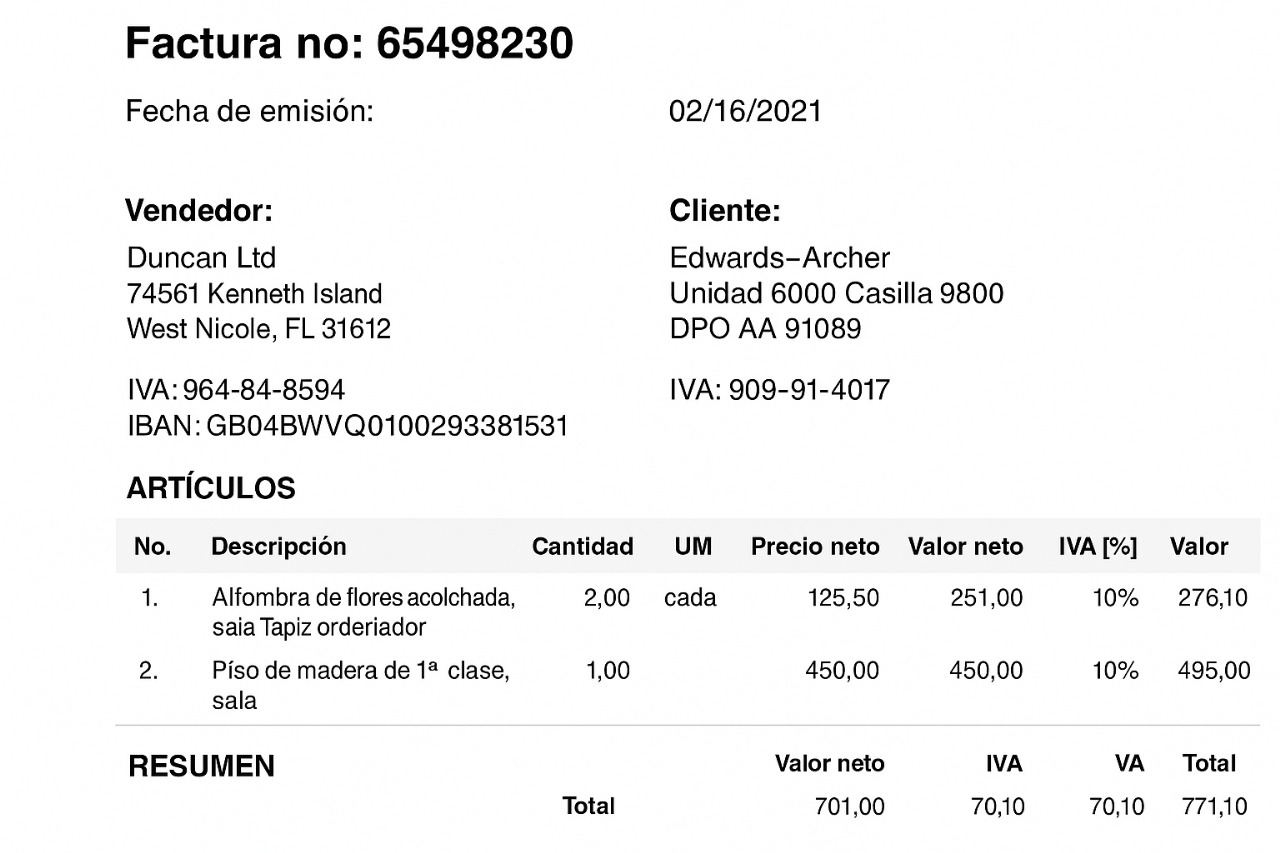 Factura no: 65498230
Fecha de emisión: 02/16/2021
Vendedor: Cliente:
Duncan Ltd Edwards–Archer
74561 Kenneth Island Unidad 6000 Casilla 9800
West Nicole, FL 31612 DPO AA 91089
IVA: 964-84-8594 IVA: 909-91-4017
IBAN: GB04BWVQ0100293381531
ARTÍCULOS
No. Descripción Cantidad UM Precio neto Valor neto IVA [%] Valor
1. Alfombra de flores acolchada, 2,00 cada 125,50 251,00 10% 276,10
saia Tapiz orderiador
2. Píso de madera de 1ª clase, 1,00 450,00 450,00 10% 495,00
sala
RESUMEN Valor neto IVA VA Total
Total 701,00 70,10 70,10 771,10